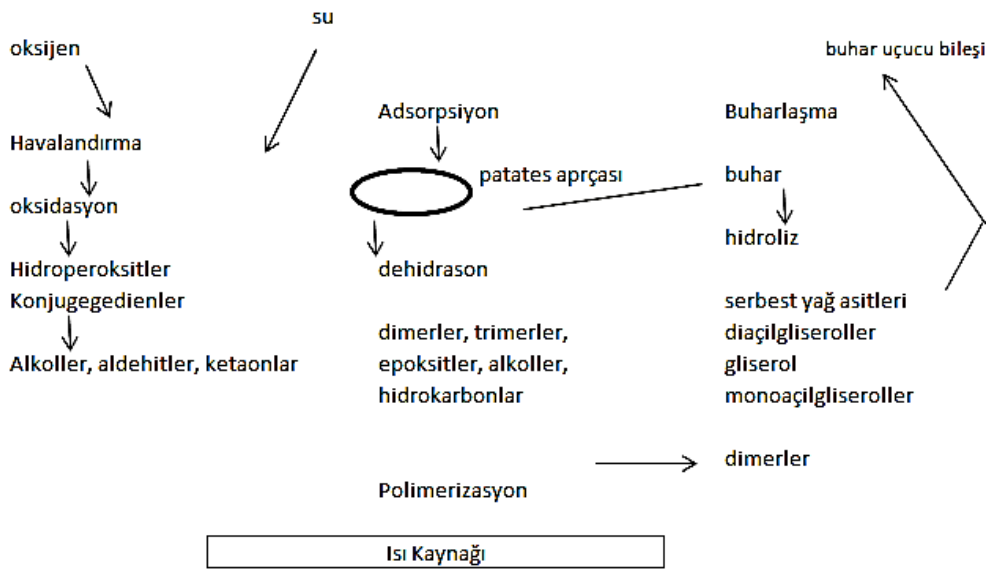 su
oksijen
buhar uçucu bileşi
Adsorpsiyon
Buharlaşma
Havalandırma
patates aprçası
buhar
oksidasyon
hidroliz
Hidroperoksitler
dehidrason
Konjugegedienler
serbest yağ asitleri
dimerler, trimerler,
diaçilgliseroller
Alkoller, aldehitler, ketaonlar
epoksitler, alkoller,
gliserol
hidrokarbonlar
monoaçilgliseroller
dimerler
Polimerizasyon
Isı Kaynağı